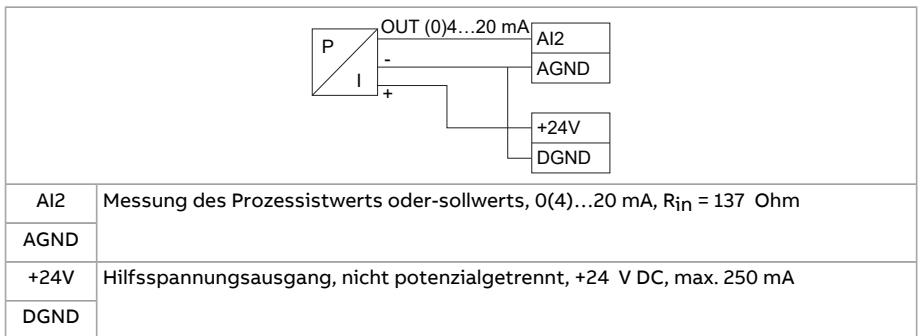 OUT (0)4…20 mA
P
I
-
+
AI2
AGND
+24V
DGND
AI2 Messung des Prozessistwerts oder-sollwerts, 0(4)…20 mA, Rin = 137 Ohm
AGND
+24V Hilfsspannungsausgang, nicht potenzialgetrennt, +24 V DC, max. 250 mA
DGND